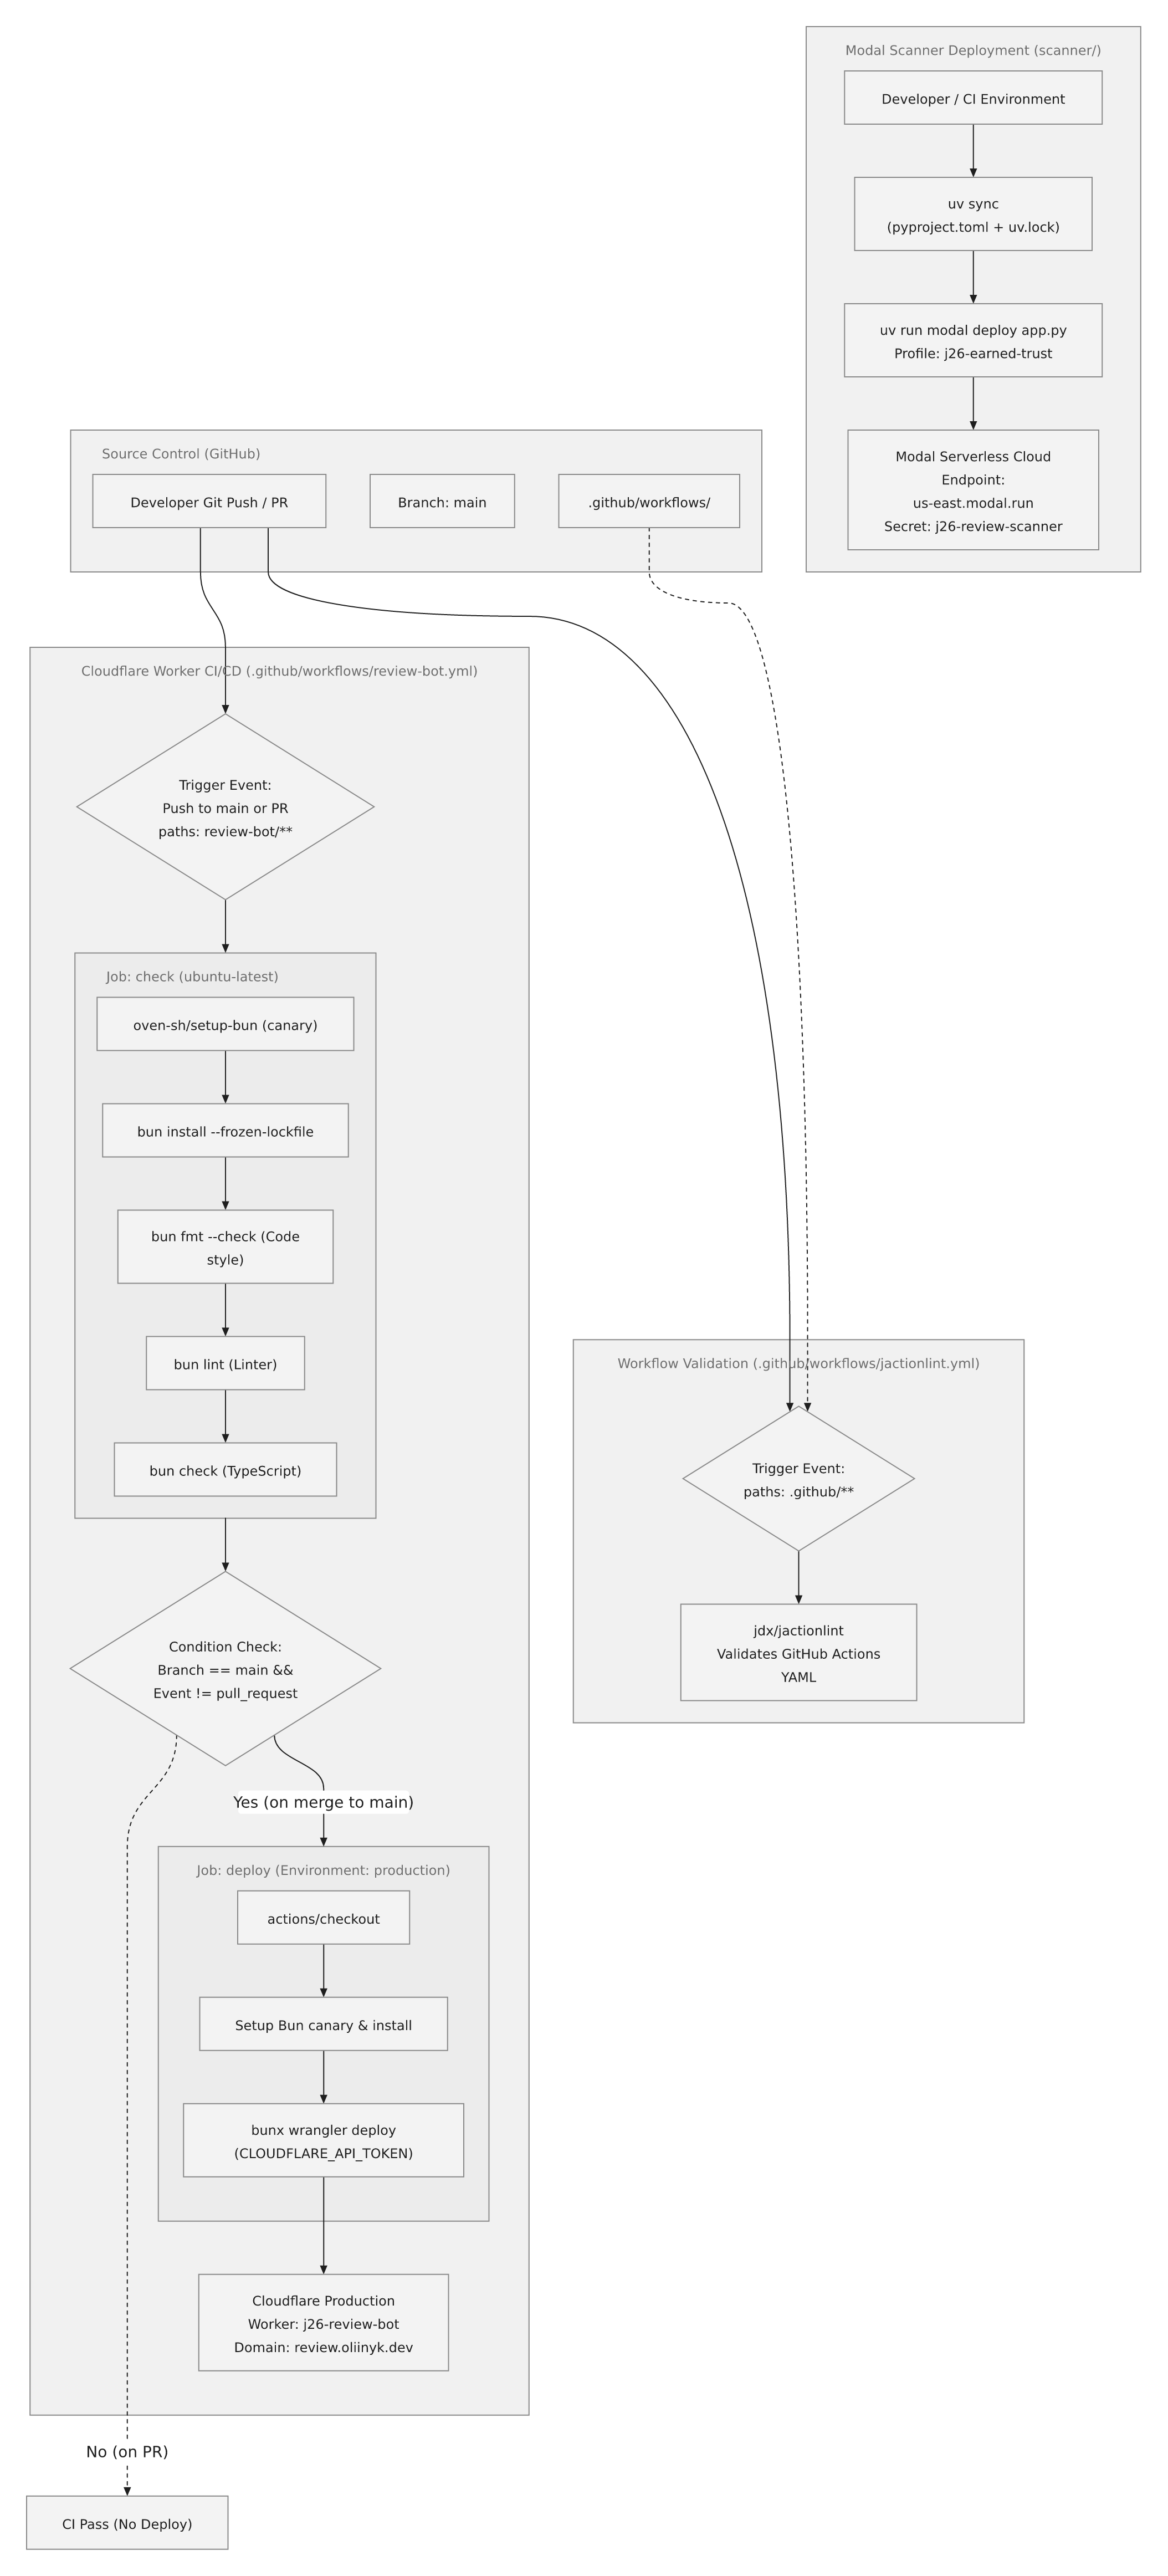 Modal Scanner Deployment (scanner/)
Developer / CI Environment
uv sync
(pyproject.toml + uv.lock)
uv run modal deploy app.py
Profile: j26-earned-trust
Modal Serverless Cloud
Endpoint:
us-east.modal.run
Secret: j26-review-scanner
Source Control (GitHub)
Developer Git Push / PR
Branch: main
.github/workflows/
Cloudflare Worker CI/CD (.github/workflows/review-bot.yml)
Trigger Event:
Push to main or PR
paths: review-bot/**
Job: check (ubuntu-latest)
oven-sh/setup-bun (canary)
bun install --frozen-lockfile
bun fmt --check (Code
style)
bun lint (Linter)
bun check (TypeScript)
Workflow Validation (.github/workflows/jactionlint.yml)
Trigger Event:
paths: .github/**
jdx/jactionlint
Validates GitHub Actions
YAML
Condition Check:
Branch == main &&
Event != pull_request
Yes (on merge to main)
Job: deploy (Environment: production)
actions/checkout
Setup Bun canary & install
bunx wrangler deploy
(CLOUDFLARE_API_TOKEN)
Cloudflare Production
Worker: j26-review-bot
Domain: review.oliinyk.dev
No (on PR)
CI Pass (No Deploy)